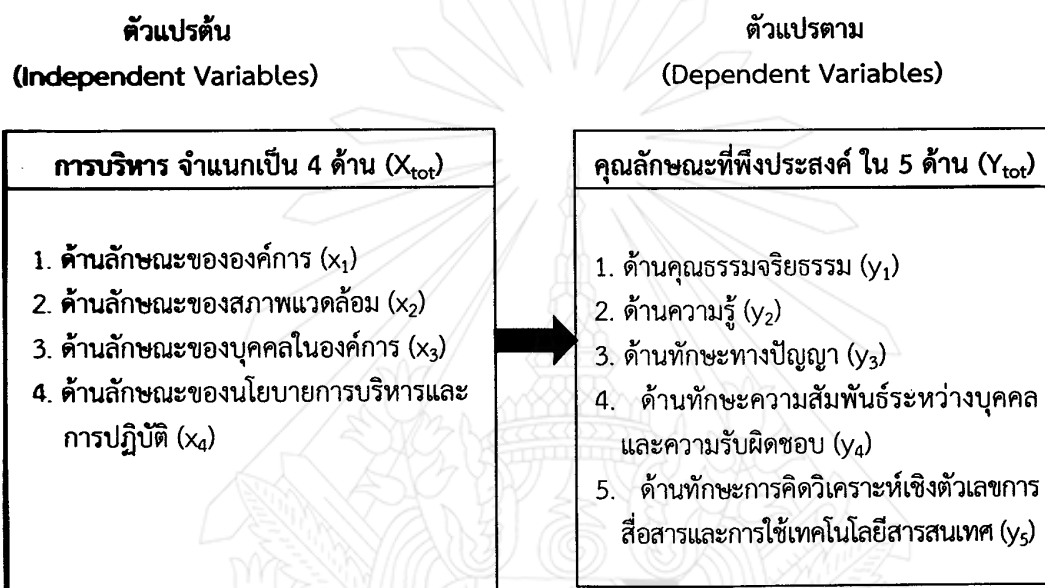 ตัวแปรต้น
(Independent Variables)
การบริหาร จำแนกเป็น 4 ด้าน (Xtot)
1. ด้านลักษณะขององค์การ (x1)
2. ด้านลักษณะของสภาพแวดล้อม (x2)
3. ด้านลักษณะของบุคคลในองค์การ (x3)
4. ด้านลักษณะของนโยบายการบริหารและ
การปฏิบัติ (x4)
ตัวแปรตาม
(Dependent Variables)
คุณลักษณะที่พึงประสงค์ ใน 5 ด้าน (Ytot)
1. ด้านคุณธรรมจริยธรรม (y1)
2. ด้านความรู้ (y2)
3. ด้านทักษะทางปัญญา (y3)
4. ด้านทักษะความสัมพันธ์ระหว่างบุคคล
และความรับผิดชอบ (y4)
5. ด้านทักษะการคิดวิเคราะห์เชิงตัวเลขการ
สื่อสารและการใช้เทคโนโลยีสารสนเทศ (y5)